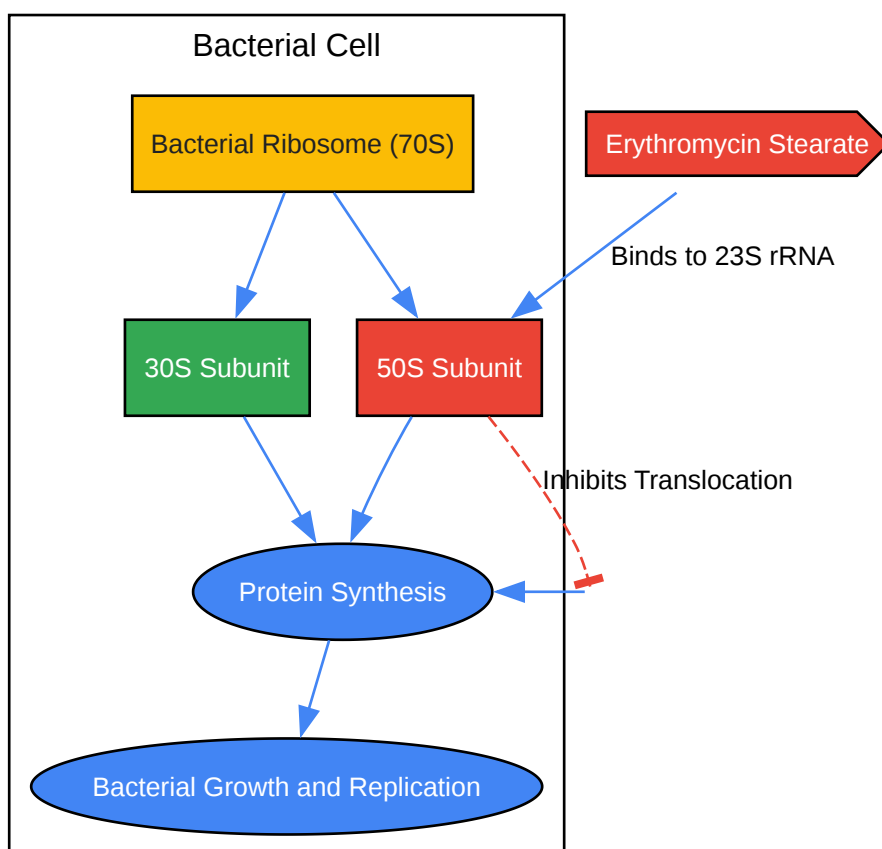 Bacterial Cell
Bacterial Ribosome (70S)
Erythromycin Stearate
Binds to 23S rRNA
30S Subunit
50S Subunit
Inhibits Translocation
Protein Synthesis
Bacterial Growth and Replication